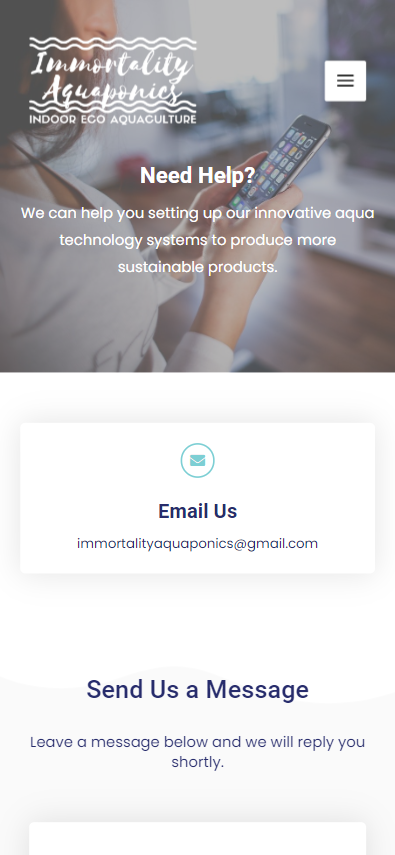 Immortality
Aquaponics
INDOOR ECO AQUACULTURE
Need Help?
We can help you setting up our innovative aqua
technology systems to produce more
sustainable products.
Email Us
immortalityaquaponics@gmail.com
Send Us a Message
Leave a message below and we will reply you
shortly.